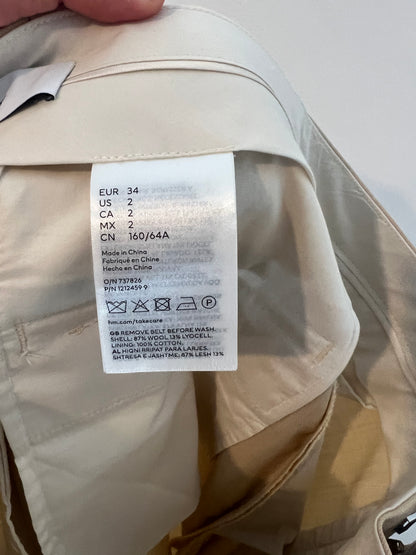 EUR 34
US 2
CA 2
MX 2
CN 160/64A
Made in China
Fabriqué en Chine
Hecho en China
O/N 737826
P/N 1212459 9
P
hm.com/takecare
GB REMOVE BELT BEFORE WASH.
SHELL: 87% WOOL 13% LYOCELL.
LINING: 100% COTTON.
AL HIQNI RRIPAT PARA LARJES.
SHTRESA E JASHTME: 87% LESH 13%